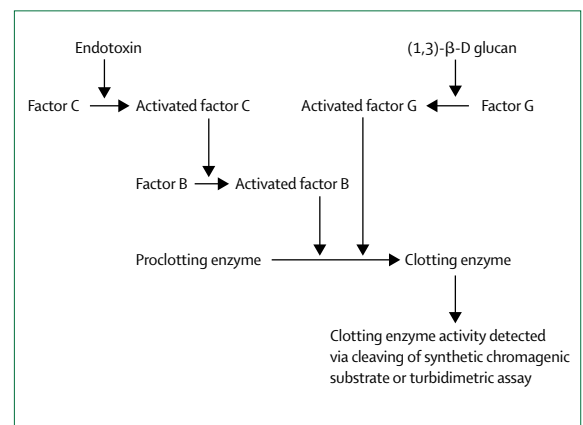 Endotoxin
(1,3)-β-D glucan
Factor C
Activated factor C
Activated factor G
Factor G
Factor B
Activated factor B
Proclotting enzyme
Clotting enzyme
Clotting enzyme activity detected
via cleaving of synthetic chromagenic
substrate or turbidimetric assay